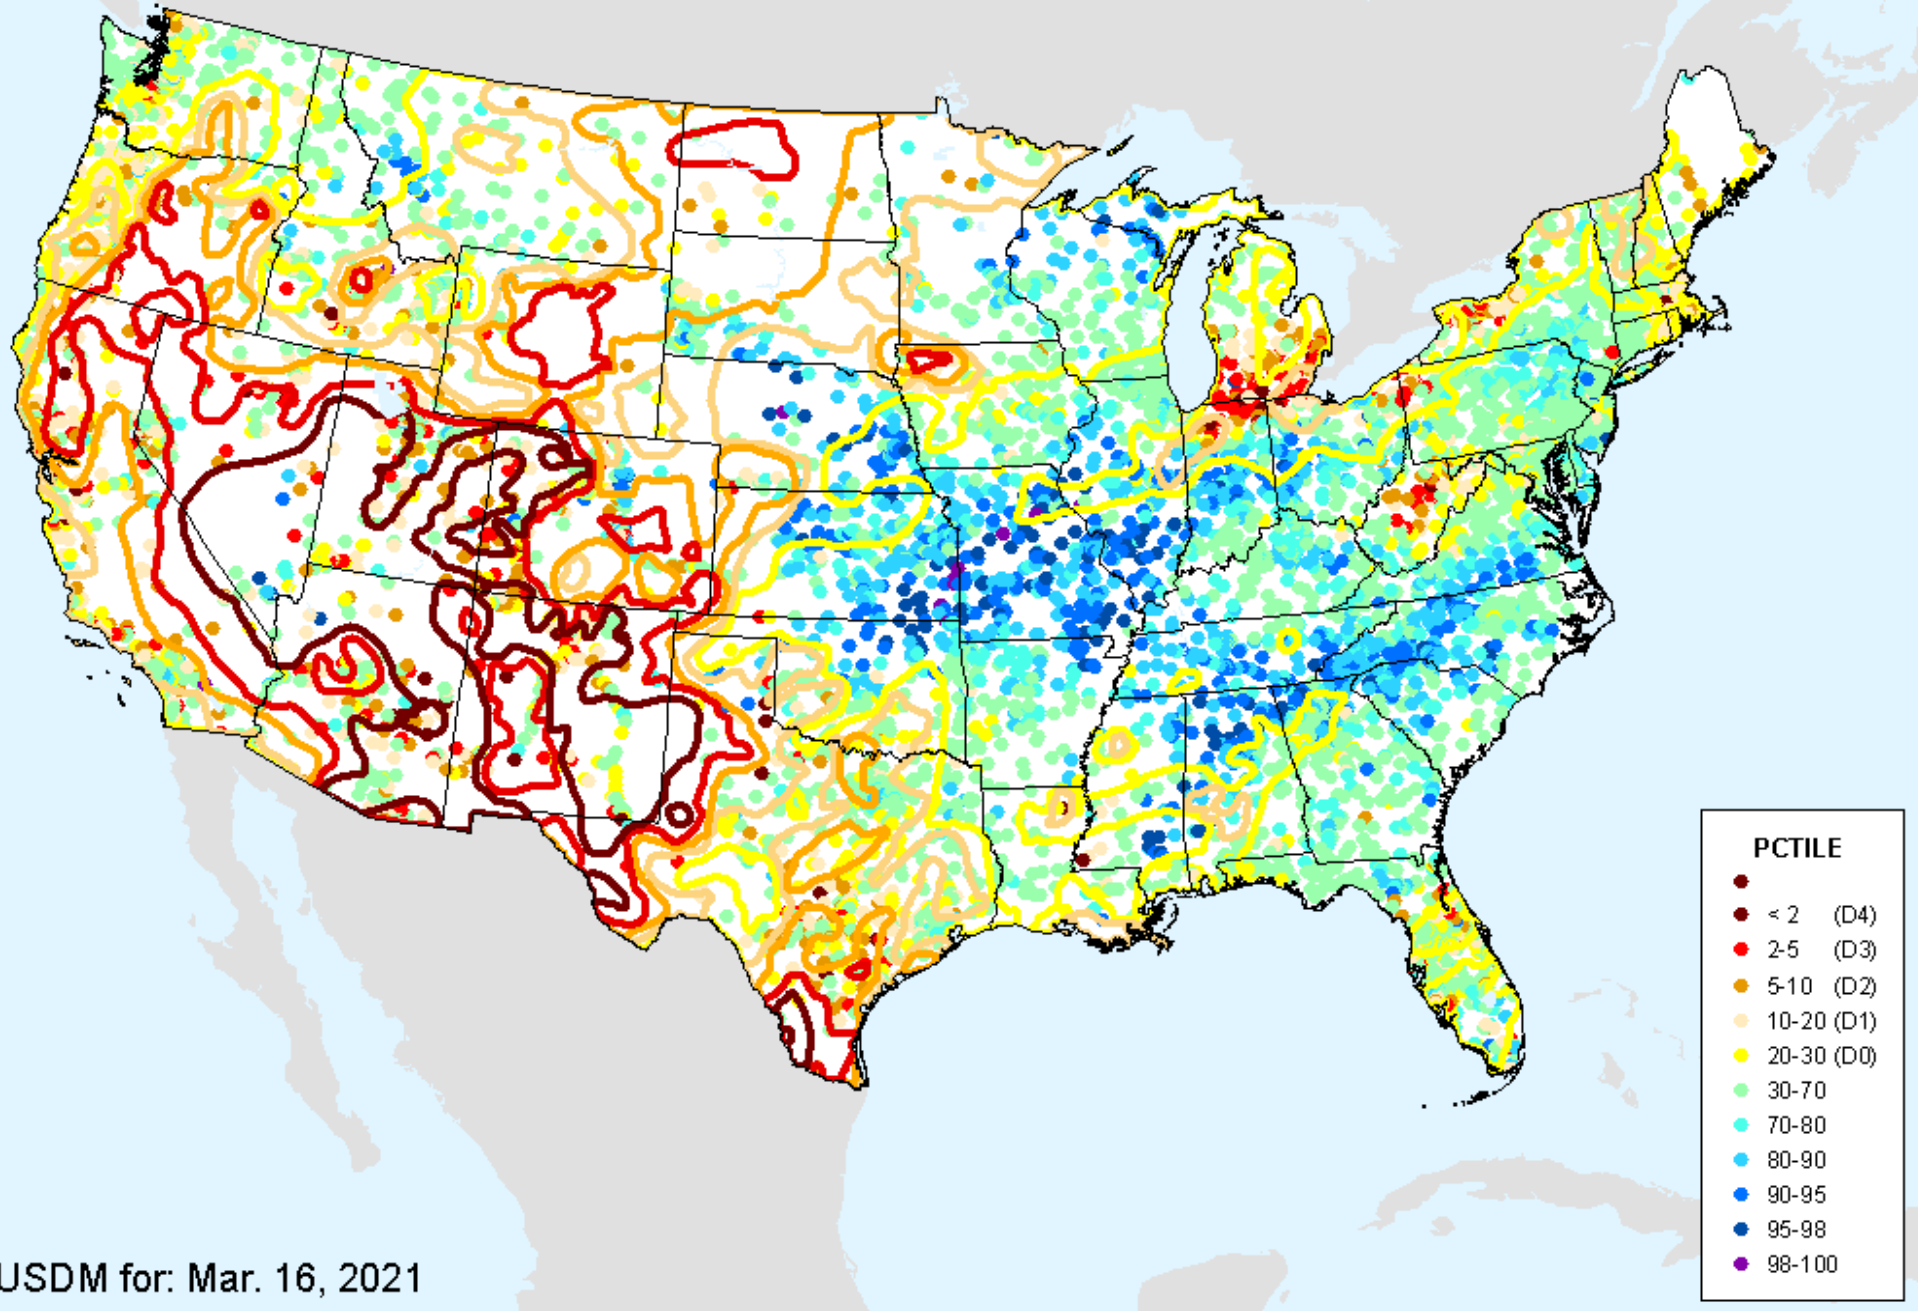 PCTILE
< 2 (D4)
2-5 (D3)
5-10 (D2)
10-20 (D1)
20-30 (D0)
30-70
70-80
80-90
90-95
95-98
98-100
USDM for: Mar. 16, 2021